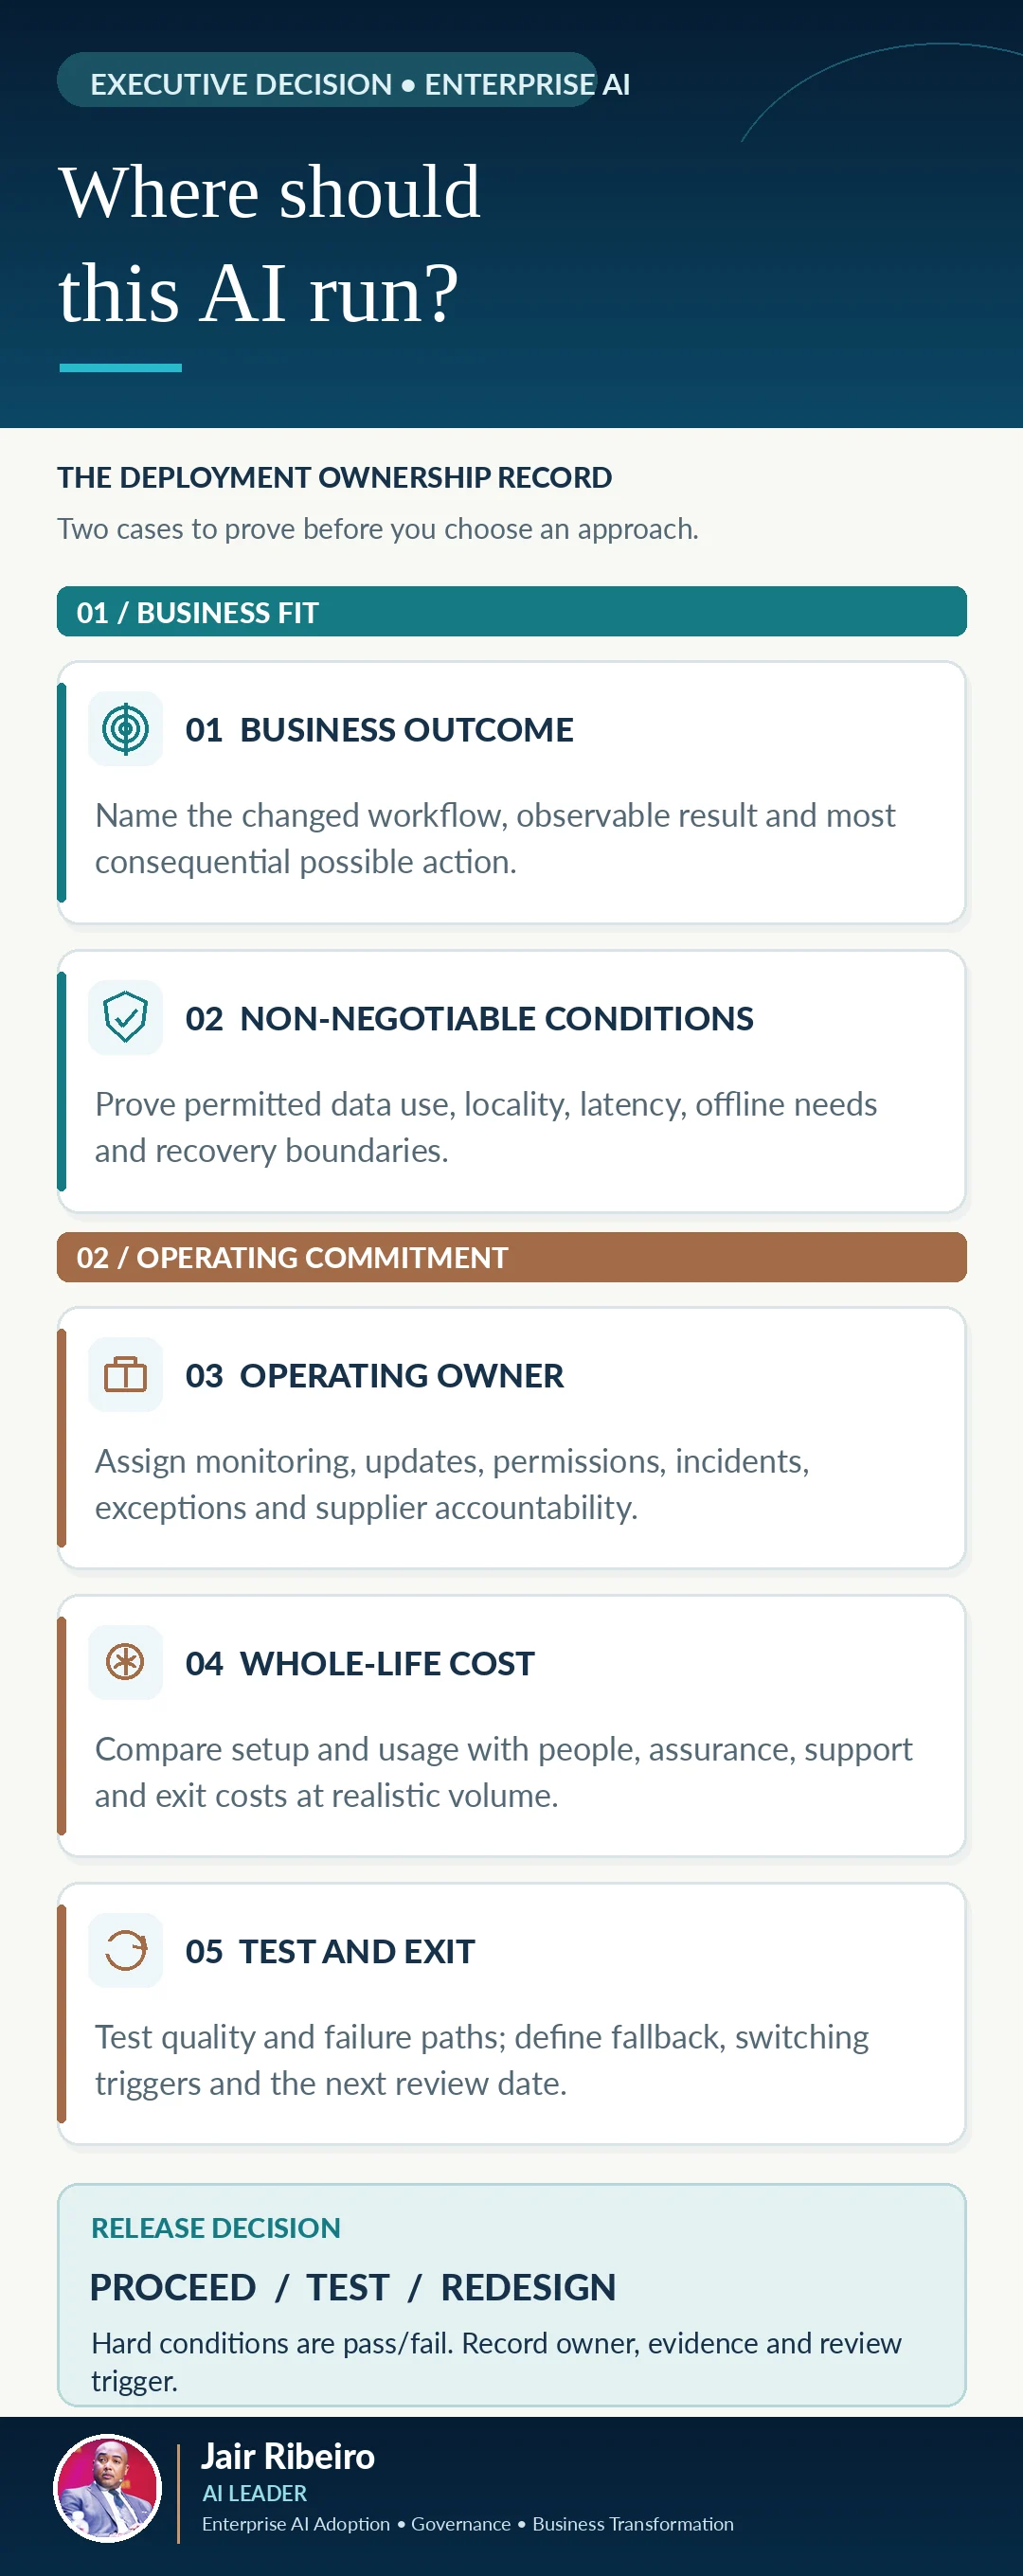 EXECUTIVE DECISION • ENTERPRISE AI
Where should
this AI run?
THE DEPLOYMENT OWNERSHIP RECORD
Two cases to prove before you choose an approach.
01 / BUSINESS FIT
01 BUSINESS OUTCOME
Name the changed workflow, observable result and most
consequential possible action.
02 NON-NEGOTIABLE CONDITIONS
Prove permitted data use, locality, latency, offline needs
and recovery boundaries.
02 / OPERATING COMMITMENT
03 OPERATING OWNER
Assign monitoring, updates, permissions, incidents,
exceptions and supplier accountability.
04 WHOLE-LIFE COST
Compare setup and usage with people, assurance, support
and exit costs at realistic volume.
05 TEST AND EXIT
Test quality and failure paths; define fallback, switching
triggers and the next review date.
RELEASE DECISION
PROCEED / TEST / REDESIGN
Hard conditions are pass/fail. Record owner, evidence and review
trigger.
Jair Ribeiro
AI LEADER
Enterprise AI Adoption • Governance • Business Transformation